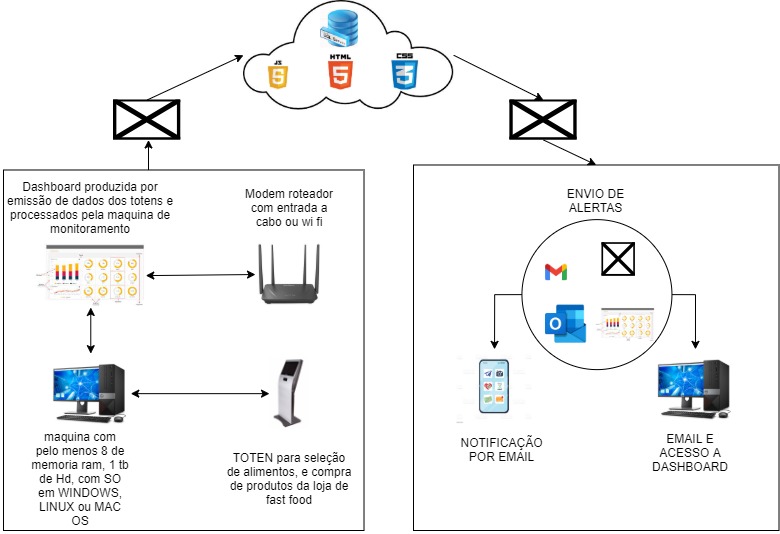 SQL Server
JS
HTML
CSS
Dashboard produzida por
emissão de dados dos totens e
processados pela maquina de
monitoramento
Modem roteador
com entrada a
cabo ou wi fi
maquina com
pelo menos 8 de
memoria ram, 1 tb
de Hd, com SO
em WINDOWS,
LINUX ou MAC
OS
TOTEN para seleção
de alimentos, e compra
de produtos da loja de
fast food
ENVIO DE
ALERTAS
NOTIFICAÇÃO
POR EMAIL
EMAIL E
ACESSO A
DASHBOARD